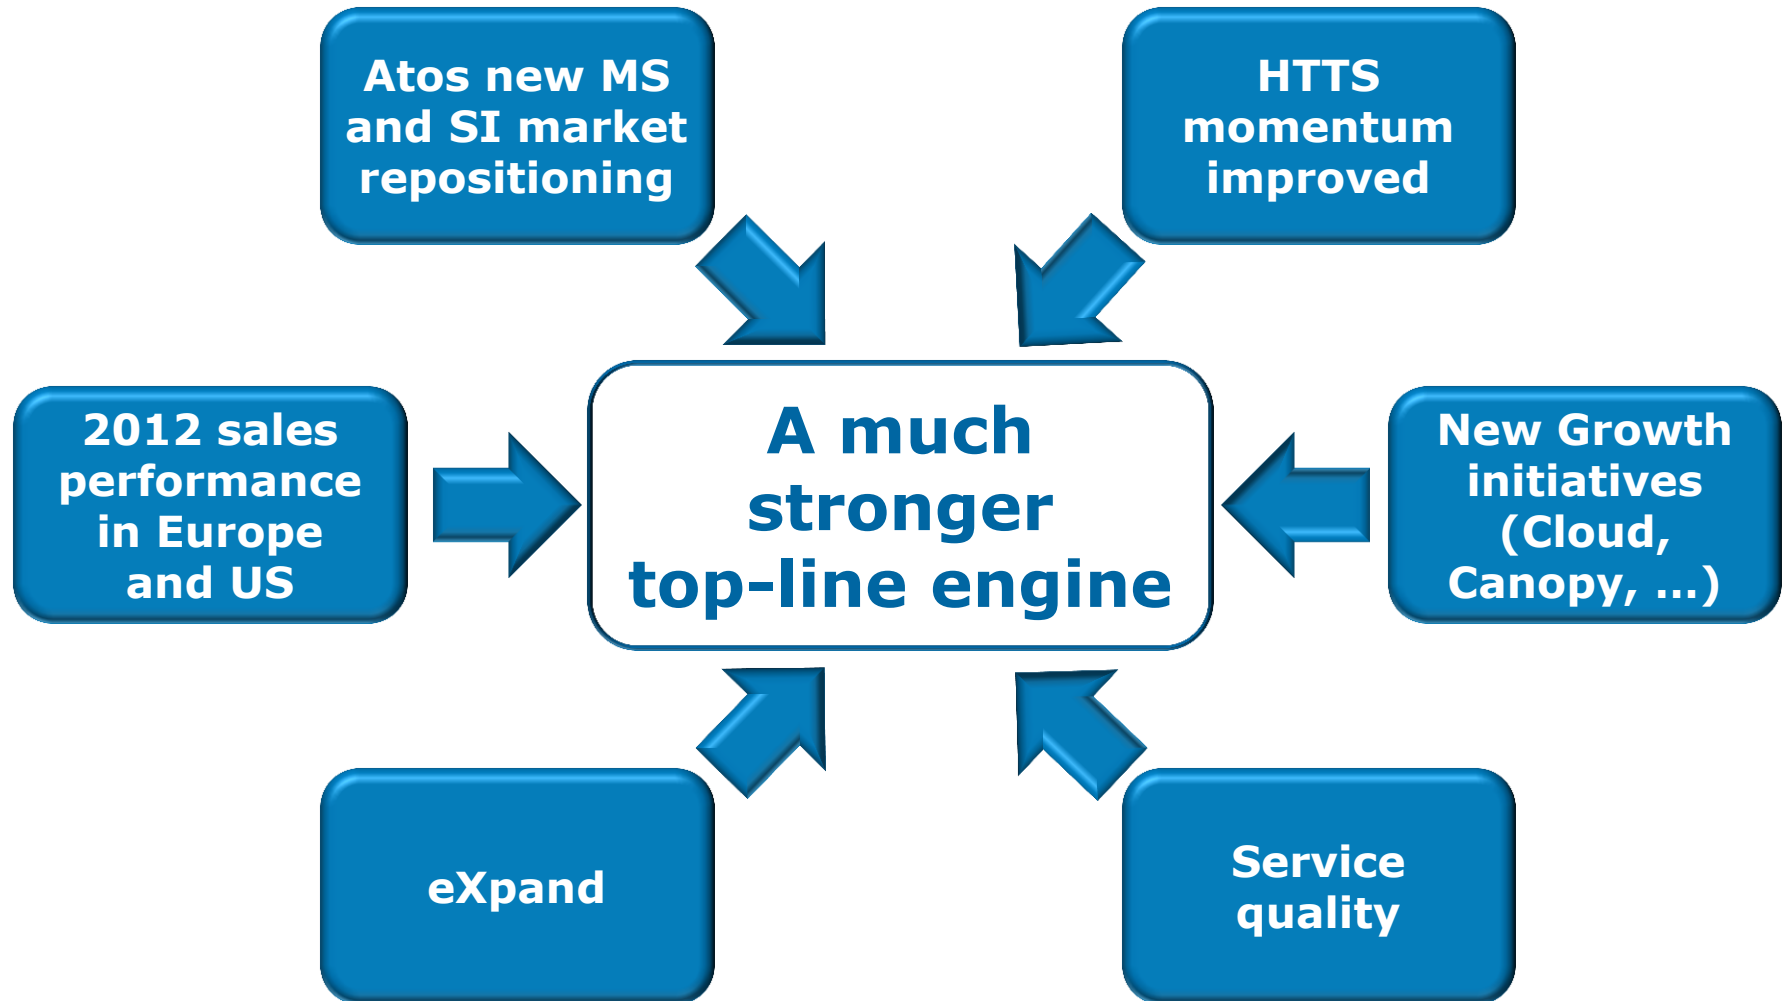 Atos new MS
and SI market
repositioning
HTTS
momentum
improved
2012 sales
performance
in Europe
and US
A much
stronger
top-line engine
New Growth
initiatives
(Cloud,
Canopy, ...)
eXpand
Service
quality